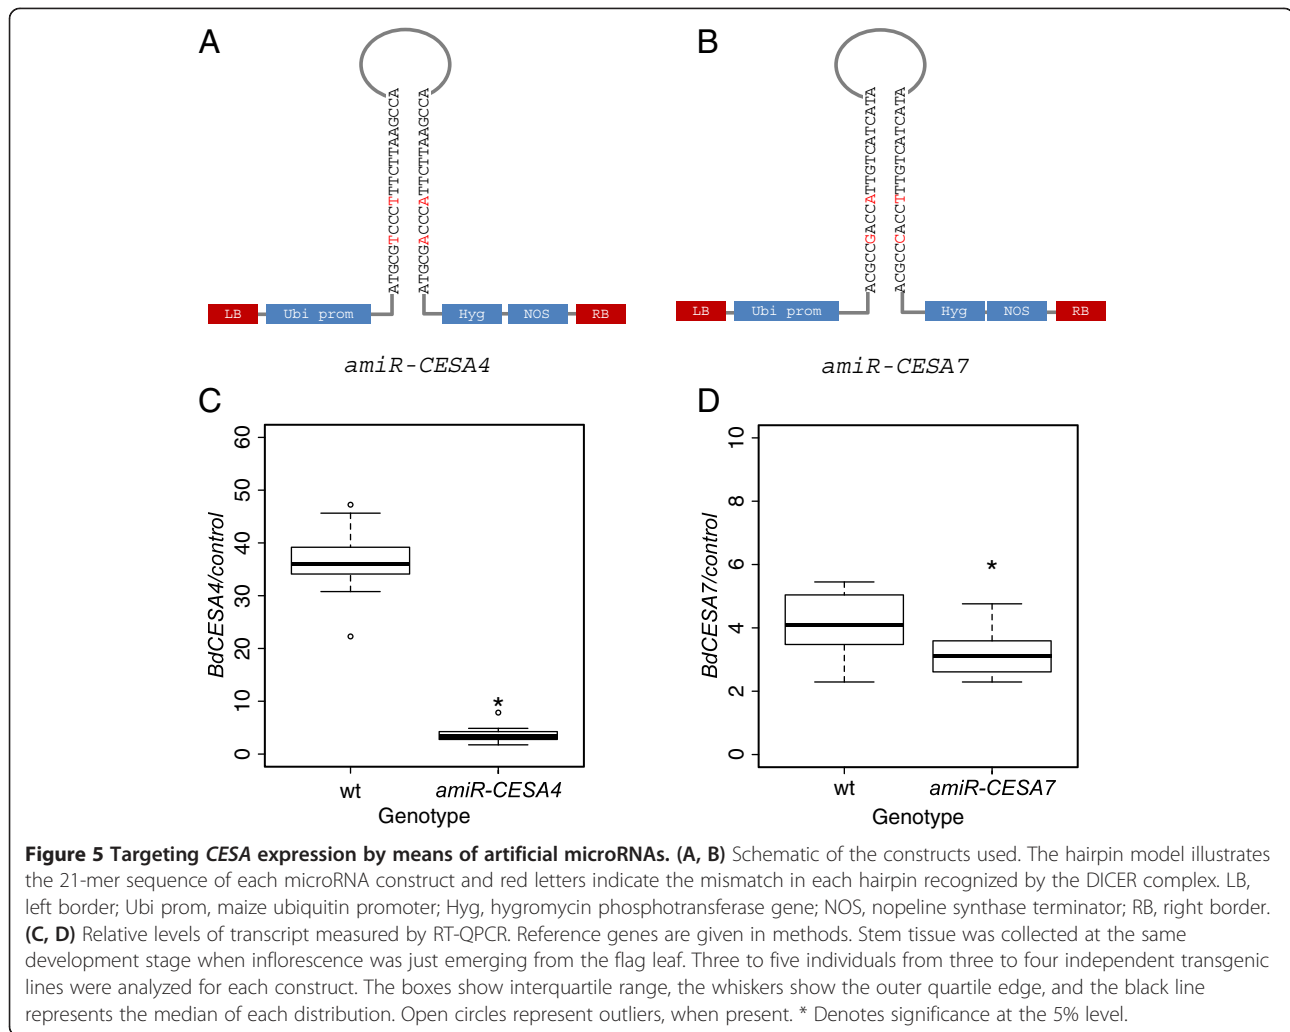 A
B
ATGCGTCCCTTTCTTAAGCCA
ATGCGACCCATTCTTAAGCCA
ACGCCGACCATTGTCATCATA
ACGCCCACCTTTGTCATCATA
LB Ubi prom Hyg NOS RB
LB Ubi prom Hyg NOS RB
amiR-CESA4
amiR-CESA7
C
D
BdCESA4/control
60
50
40
30
20
10
0
*
wt amiR-CESA4
Genotype
BdCESA7/control
10
8
6
4
2
0
*
wt amiR-CESA7
Genotype
Figure 5 Targeting CESA expression by means of artificial microRNAs. (A, B) Schematic of the constructs used. The hairpin model illustrates
the 21-mer sequence of each microRNA construct and red letters indicate the mismatch in each hairpin recognized by the DICER complex. LB,
left border; Ubi prom, maize ubiquitin promoter; Hyg, hygromycin phosphotransferase gene; NOS, nopeline synthase terminator; RB, right border.
(C, D) Relative levels of transcript measured by RT-QPCR. Reference genes are given in methods. Stem tissue was collected at the same
development stage when inflorescence was just emerging from the flag leaf. Three to five individuals from three to four independent transgenic
lines were analyzed for each construct. The boxes show interquartile range, the whiskers show the outer quartile edge, and the black line
represents the median of each distribution. Open circles represent outliers, when present. * Denotes significance at the 5% level.